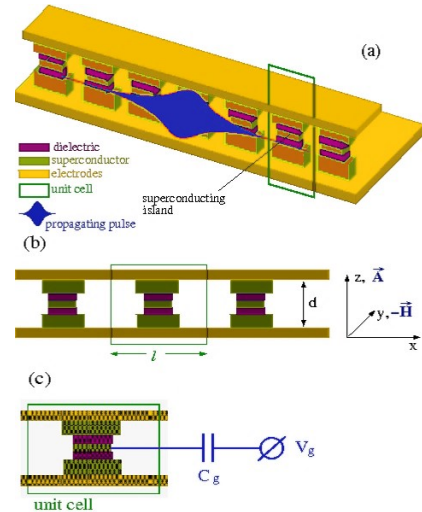 (a)
dielectric
superconductor
electrodes
unit cell
propagating pulse
superconducting
island
(b)
d
l
z, A
y, -H
x
(c)
C g
V g
unit cell